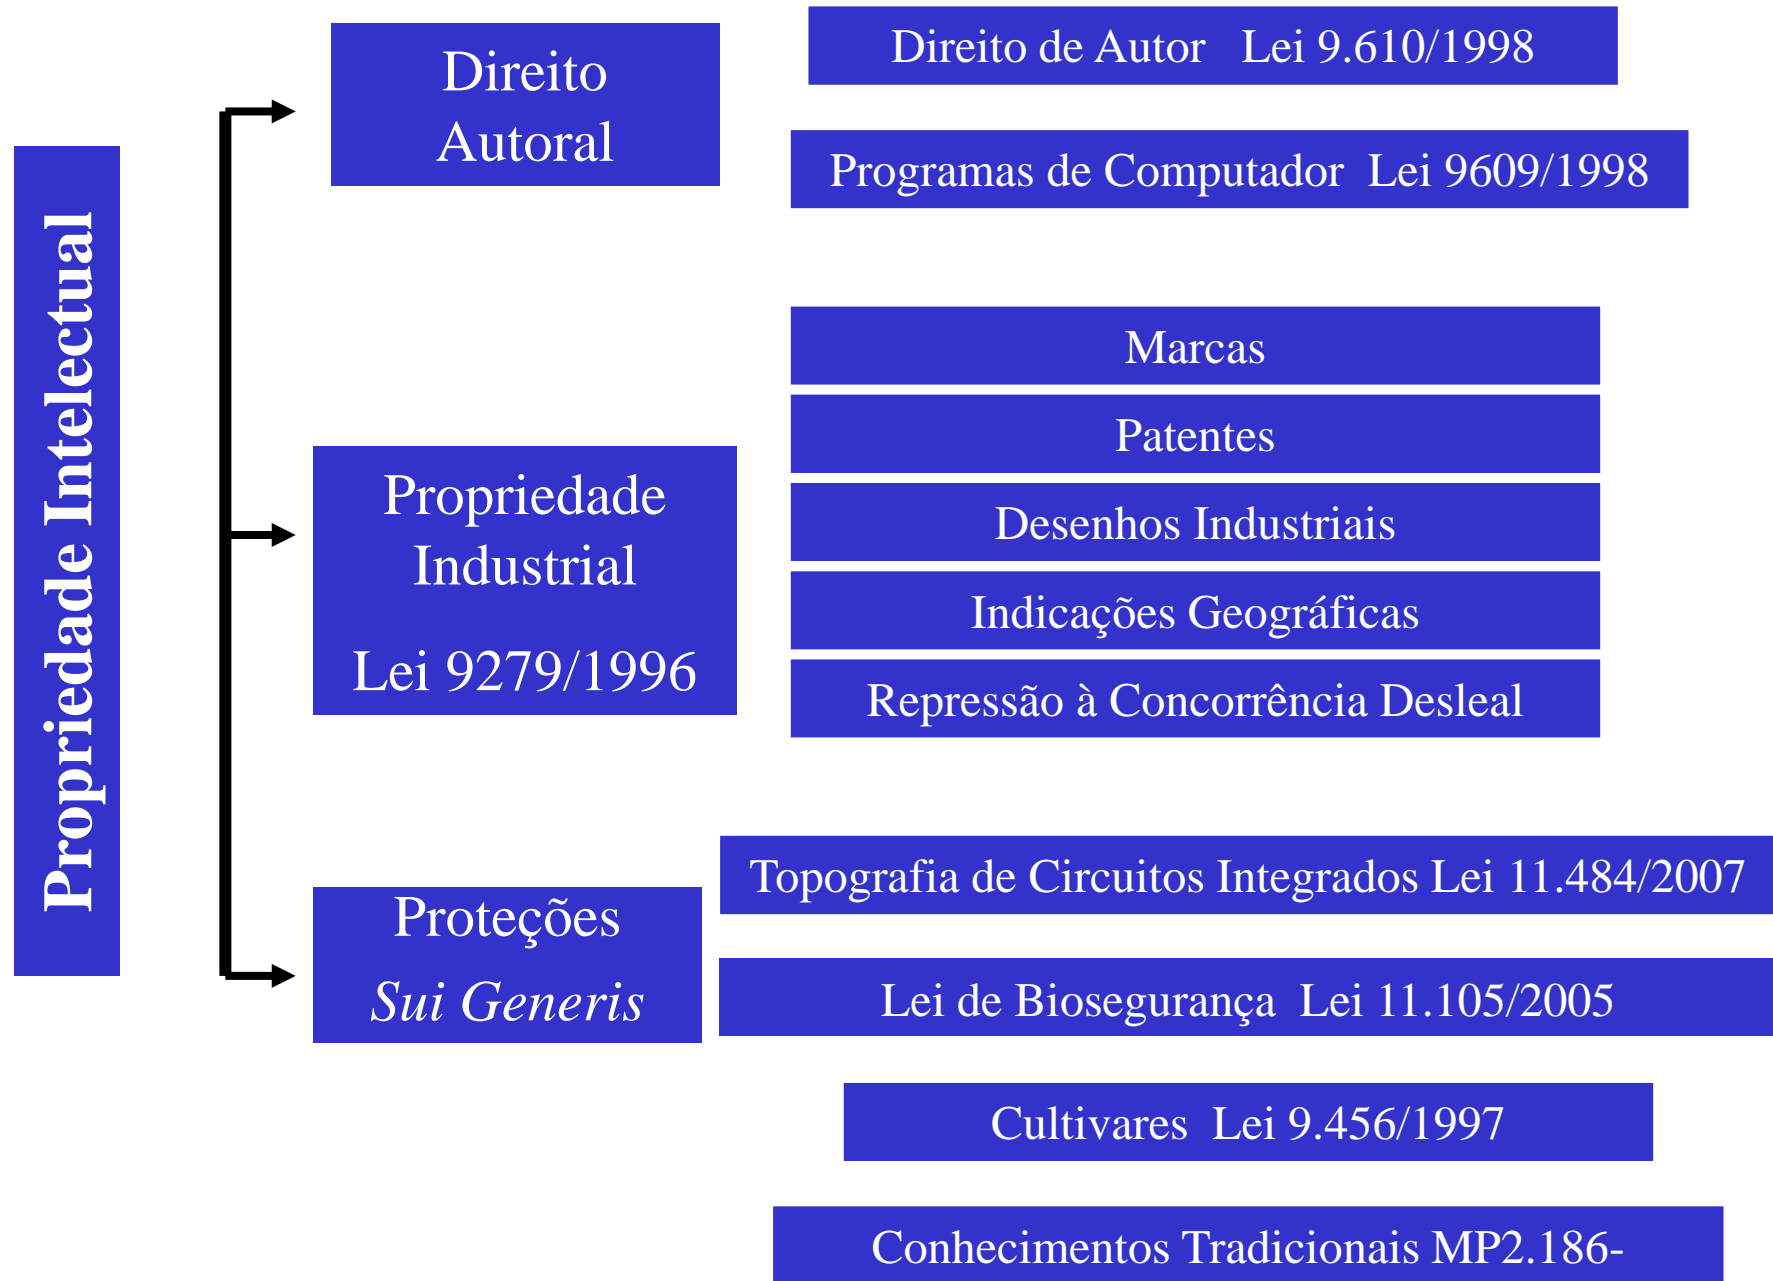 Propriedade Intelectual
Direito
Autoral
Direito de Autor   Lei 9.610/1998
Programas de Computador  Lei 9609/1998
Propriedade
Industrial
Lei 9279/1996
Marcas
Patentes
Desenhos Industriais
Indicações Geográficas
Repressão à Concorrência Desleal
Proteções
Sui Generis
Topografia de Circuitos Integrados Lei 11.484/2007
Lei de Biosegurança  Lei 11.105/2005
Cultivares  Lei 9.456/1997
Conhecimentos Tradicionais MP2.186-